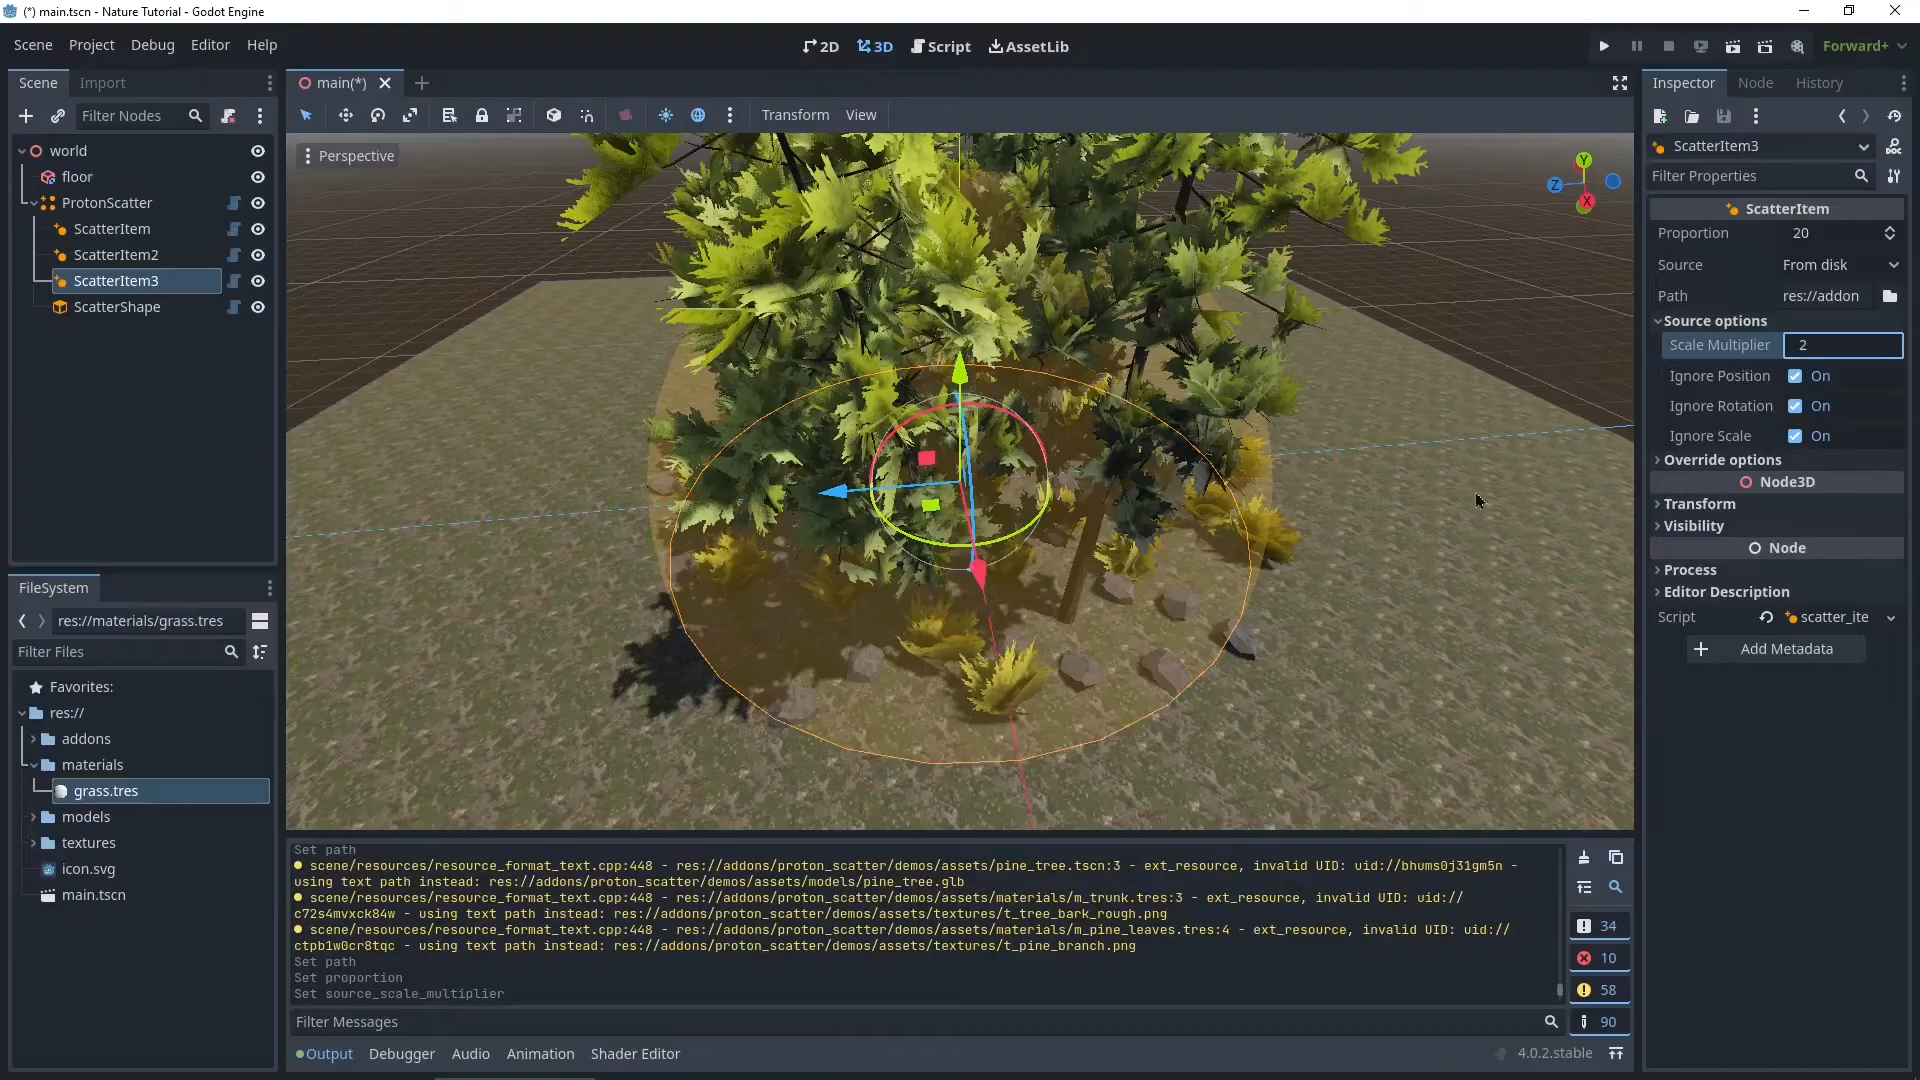 (*) main.tscn - Nature Tutorial - Godot Engine
Scene Project Debug Editor Help
2D 3D Script AssetLib
Forward+
Scene Import
main(*)
Inspector Node History
Filter Nodes
Transform View
world
floor
ProtonScatter
ScatterItem
ScatterItem2
ScatterItem3
ScatterShape
Perspective
Y
Z
X
ScatterItem3
Filter Properties
ScatterItem
Proportion 20
Source From disk
Path res://addon
Source options
Scale Multiplier 2
Ignore Position On
Ignore Rotation On
Ignore Scale On
Override options
Node3D
Transform
Visibility
Node
Process
Editor Description
Script scatter_ite
Add Metadata
FileSystem
res://materials/grass.tres
Filter Files
Favorites:
res://
addons
materials
grass.tres
models
textures
icon.svg
main.tscn
Set path
scene/resources/resource_format_text.cpp:448 - res://addons/proton_scatter/demos/assets/pine_tree.tscn:3 - ext_resource, invalid UID: uid://bhums0j31gm5n -
using text path instead: res://addons/proton_scatter/demos/assets/models/pine_tree.glb
scene/resources/resource_format_text.cpp:448 - res://addons/proton_scatter/demos/assets/materials/m_trunk.tres:3 - ext_resource, invalid UID: uid://
c72s4mvxck84w - using text path instead: res://addons/proton_scatter/demos/assets/textures/t_tree_bark_rough.png
scene/resources/resource_format_text.cpp:448 - res://addons/proton_scatter/demos/assets/materials/m_pine_leaves.tres:4 - ext_resource, invalid UID: uid://
ctpb1w0cr8tqc - using text path instead: res://addons/proton_scatter/demos/assets/textures/t_pine_branch.png
Set path
Set proportion
Set source_scale_multiplier
34
10
58
90
Filter Messages
Output Debugger Audio Animation Shader Editor
4.0.2.stable